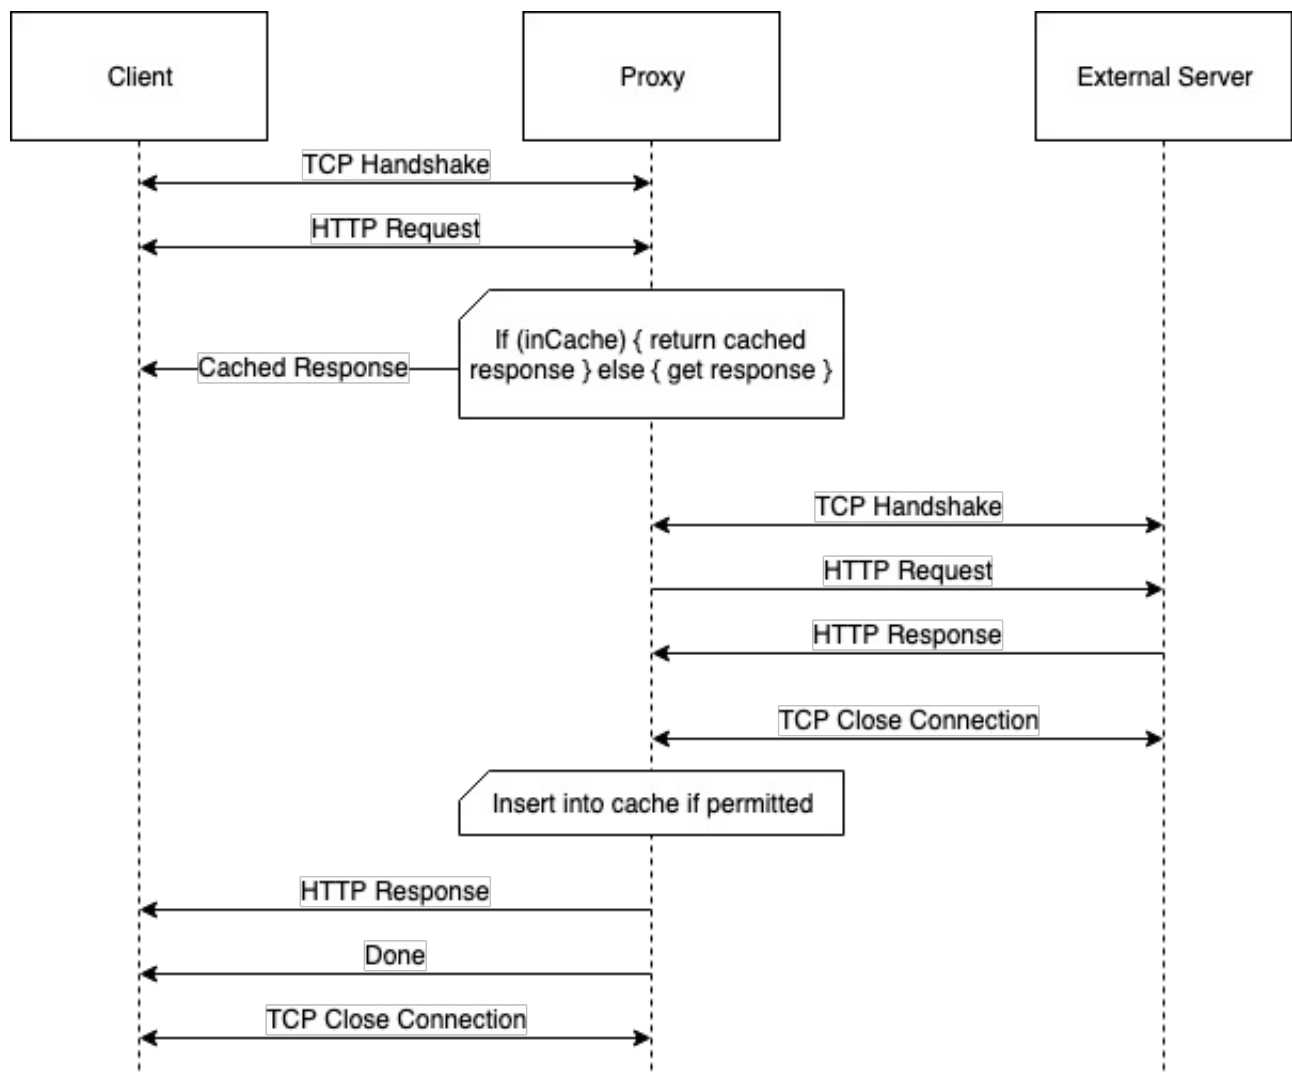 Client
Proxy
External Server
TCP Handshake
HTTP Request
If (inCache) { return cached
response } else { get response }
Cached Response
TCP Handshake
HTTP Request
HTTP Response
TCP Close Connection
Insert into cache if permitted
HTTP Response
Done
TCP Close Connection